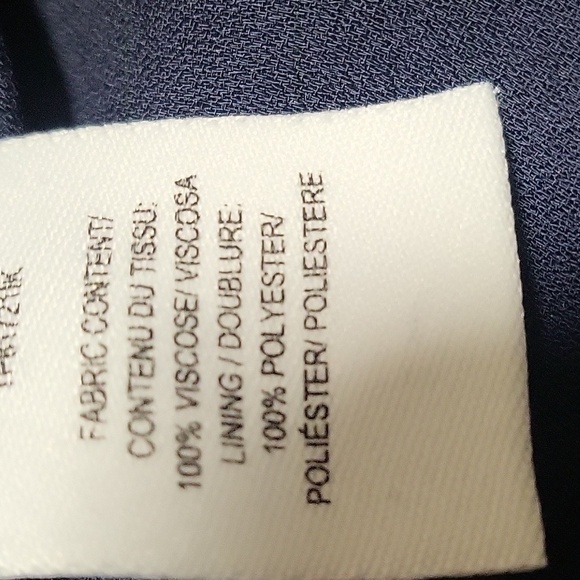 FABRIC CONTENT/
CONTENU DU TISSU:
100% VISCOSE/ VISCOSA
LINING / DOUBLURE:
100% POLYESTER/
POLIÉSTER/ POLIESTERE